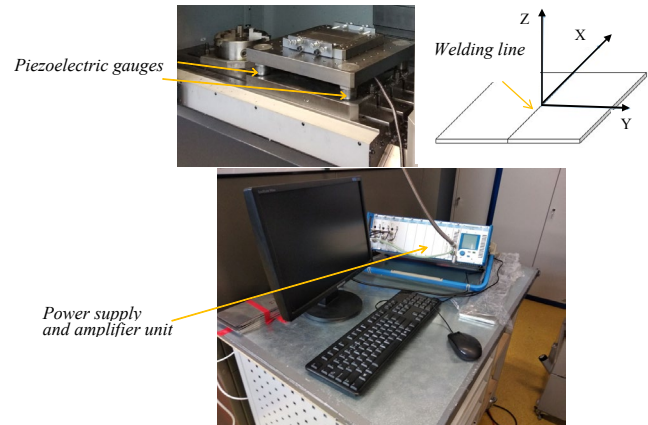 Piezoelectric gauges
Welding line
Z
X
Y
Power supply
and amplifier unit